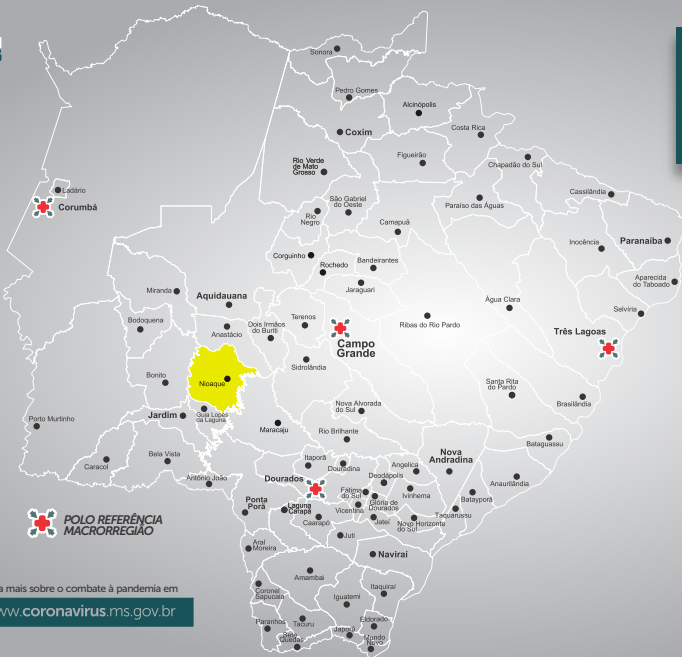 Sonora
Pedro Gomes
Alcinópolis
Coxim
Costa Rica
Figueirão
Chapadão do Sul
Rio Verde
de Mato
Grosso
Ladário
Corumbá
Cassilândia
São Gabriel
do Oeste
Paraíso das Águas
Rio
Negro
Camapuã
Inocência
Paranaíba
Corguinho
Rochedo
Bandeirantes
Aparecida
do Taboado
Jaraguari
Miranda
Aquidauana
Água Clara
Selvíria
Bodoquena
Anastácio
Dois Irmãos
do Buriti
Terenos
Ribas do Rio Pardo
Três Lagoas
Campo
Grande
Sidrolândia
Bonito
Nioaque
Santa Rita
do Pardo
Brasilândia
Nova Alvorada
do Sul
Porto Murtinho
Jardim
Guia Lopes
da Laguna
Maracaju
Rio Brilhante
Bataguassu
Caracol
Bela Vista
Itaporã
Douradina
Angelica
Nova
Andradina
Antônio João
Dourados
Deodápolis
Anaurilândia
Fátima
do Sul
Ivinhema
Batayporã
Glória de
Dourados
Ponta
Porã
Laguna
Carapã
Vicentina
Taquarussu
Caarapó
Jateí
Novo Horizonte
do Sul
POLO REFERÊNCIA
MACRORREGIÃO
Juti
Aral
Moreira
Naviraí
Amambai
Coronel
Sapucaia
Itaquiraí
Iguatemi
Paranhos
Tacuru
Eldorado
Sete
Quedas
Japorã
Mundo
Novo
a mais sobre o combate à pandemia em
ww.coronavirus.ms.gov.br